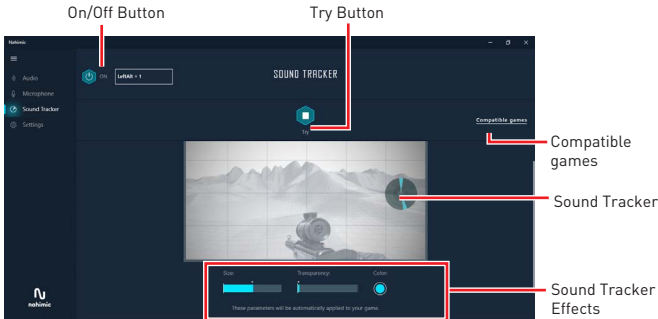 On/Off Button
Try Button
Nahimic
Audio
Microphone
Sound Tracker
Settings
ON
LeftAlt + 1
SOUND TRACKER
Try
Compatible games
Compatible
games
Sound Tracker
Size:
Transparency:
Color:
These parameters will be automatically applied to your game.
Sound Tracker
Effects
nahimic